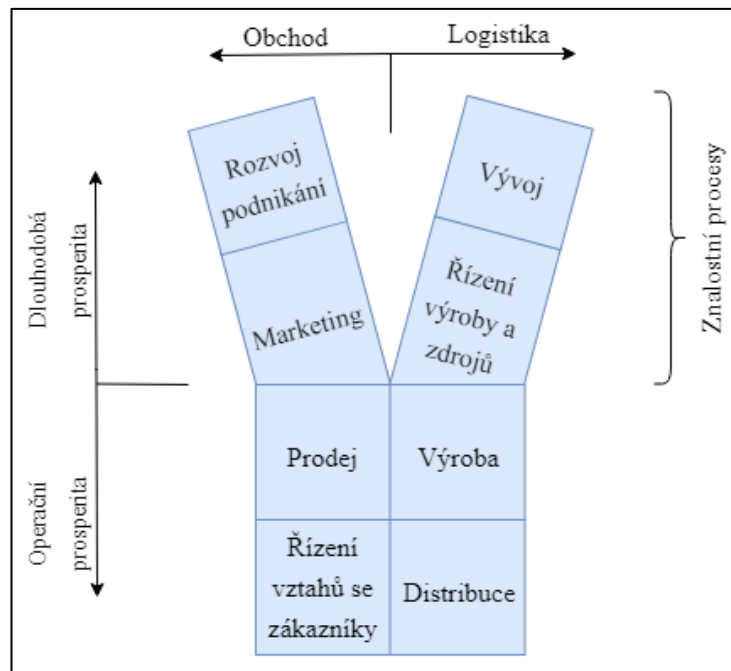 Obchod
Logistika
Rozvoj
podnikání
Vývoj
Marketing
Řízení
výroby a
zdrojů
Dlouhodobá
prosperita
Znalostní procesy
Prodej
Výroba
Operační
prosperita
Řízení
vztahů se
zákazníky
Distribuce